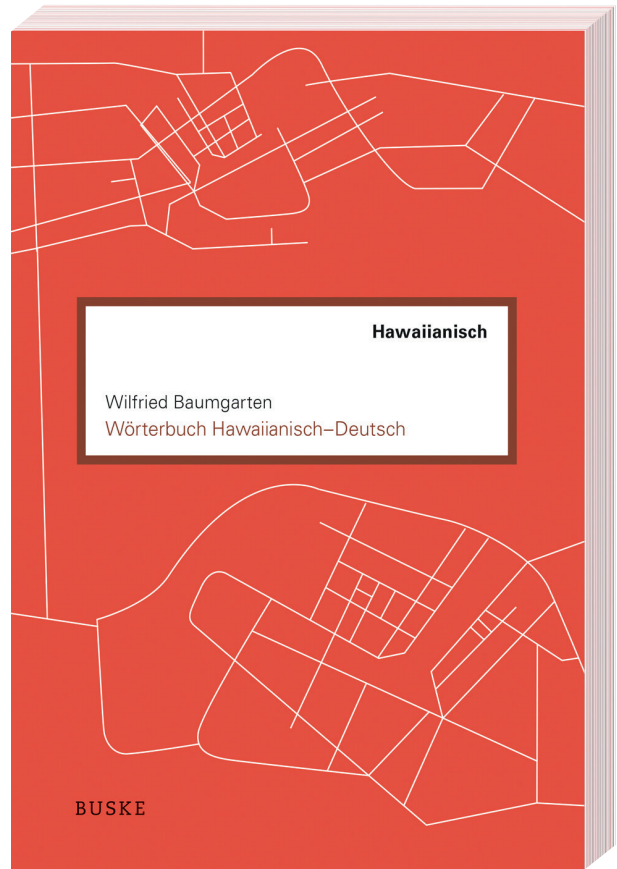 Hawaiianisch
Wilfried Baumgarten
Wörterbuch Hawaiianisch–Deutsch
BUSKE